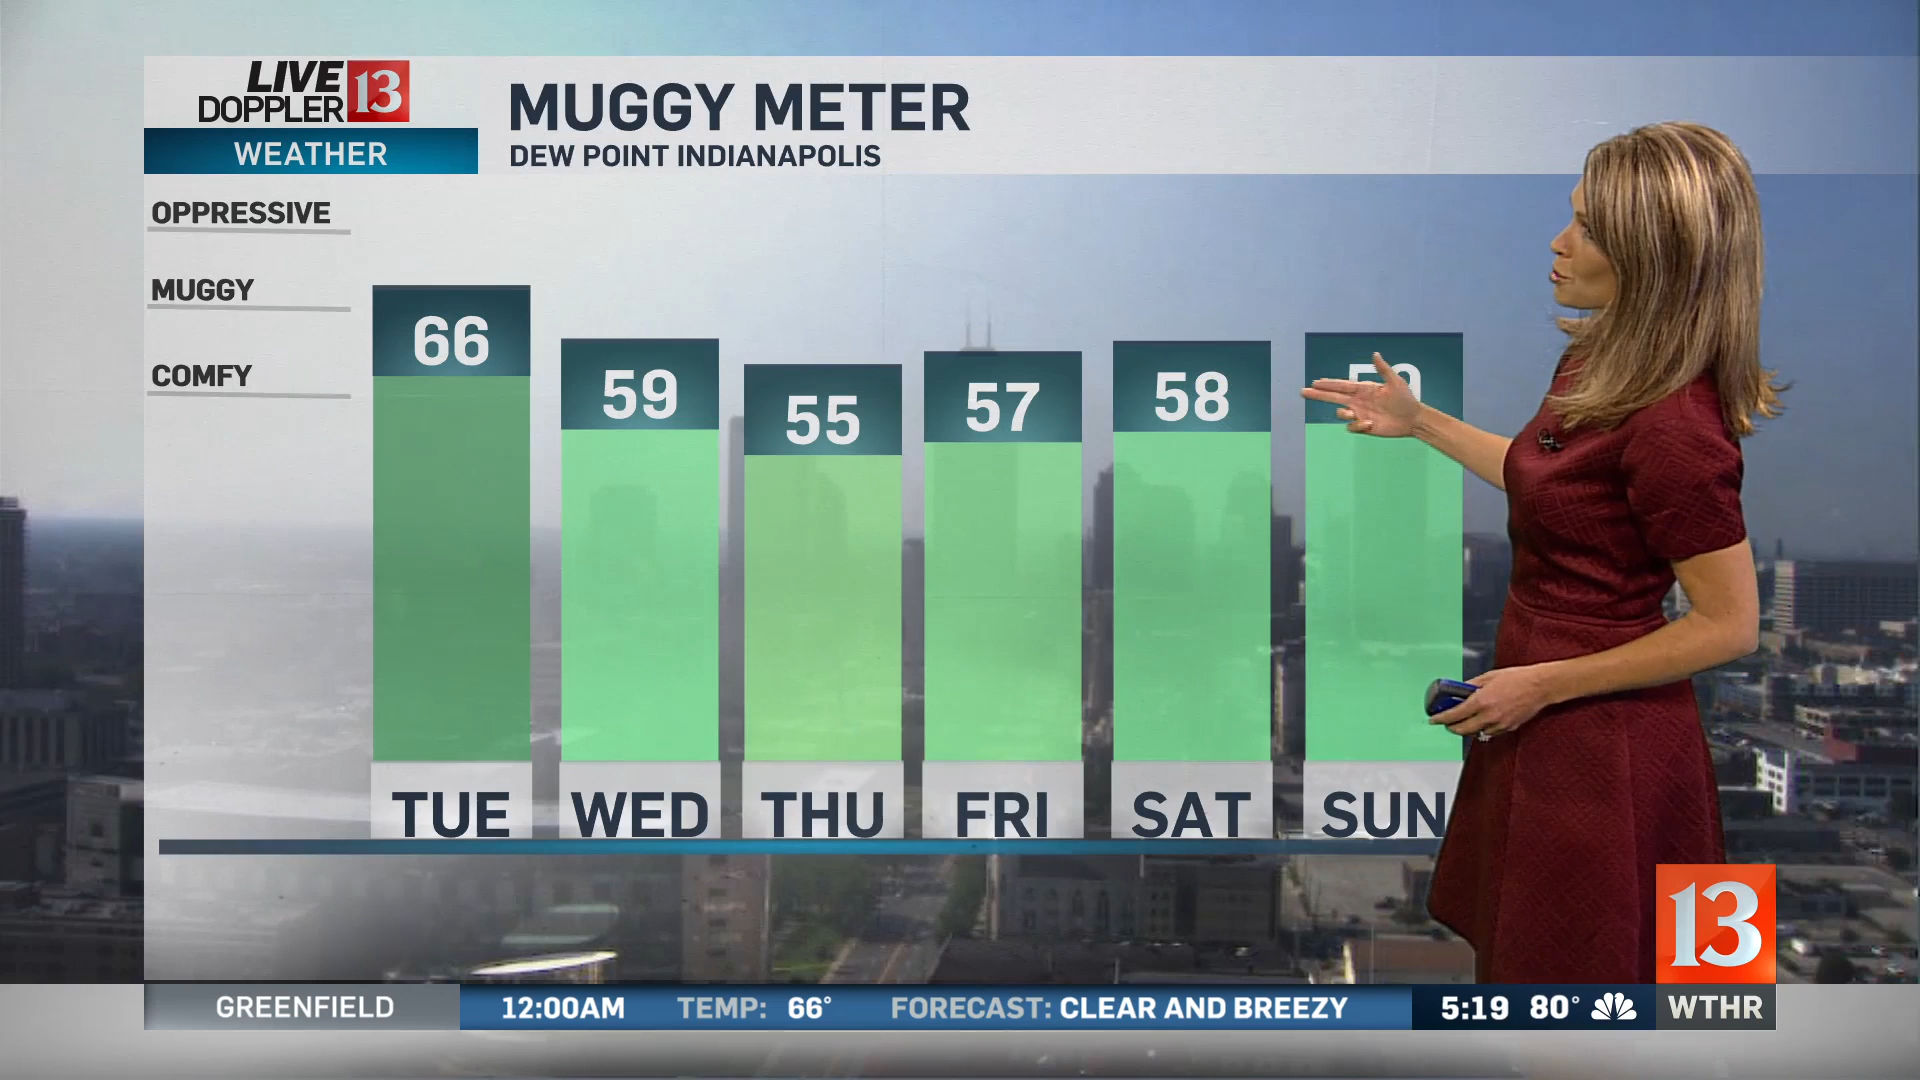 LIVE
DOPPLER 13
WEATHER
MUGGY METER
DEW POINT INDIANAPOLIS
OPPRESSIVE
MUGGY
COMFY
66
59
55
57
58
TUE
WED
THU
FRI
SAT
SUN
13
GREENFIELD
12:00AM
TEMP: 66°
FORECAST: CLEAR AND BREEZY
5:19 80°
WTHR